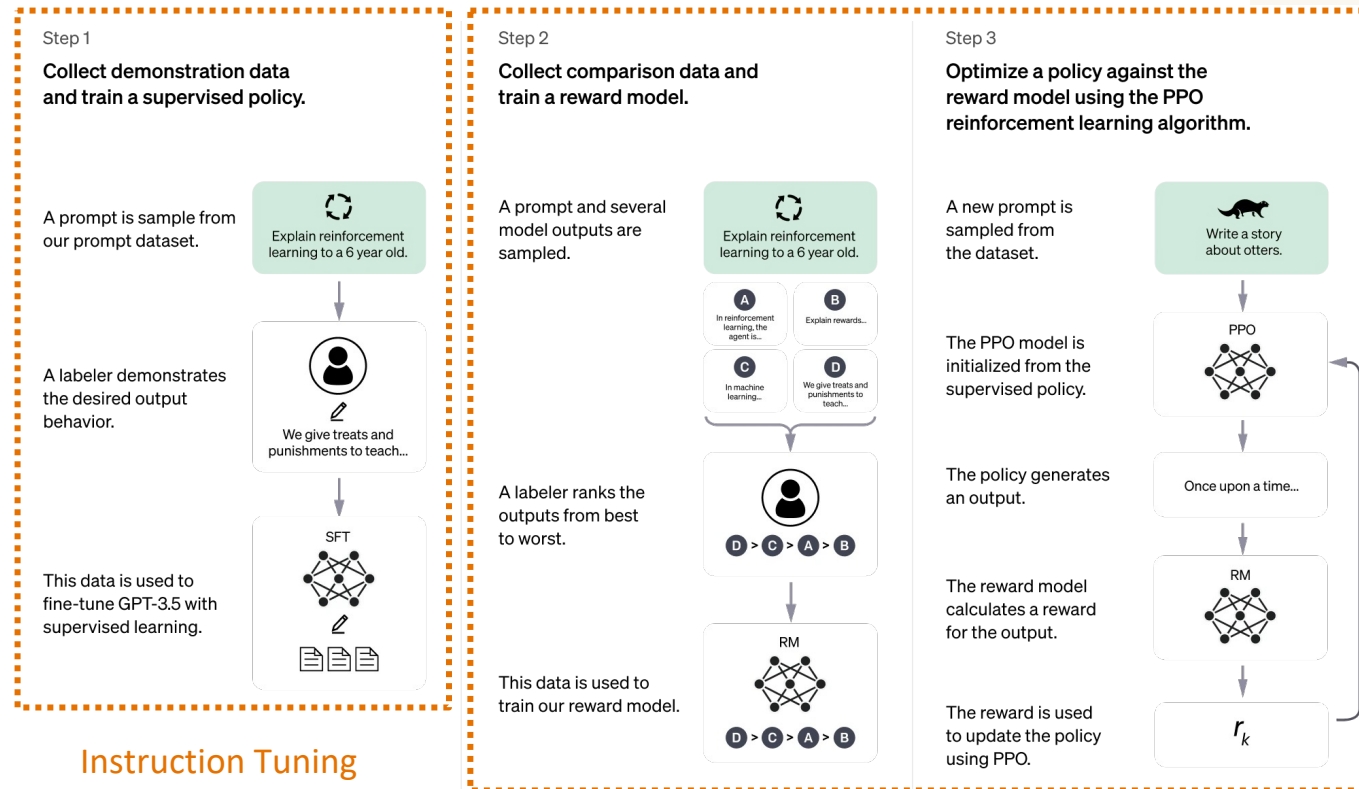 Step 1
Collect demonstration data
and train a supervised policy.
A prompt is sample from
our prompt dataset.
Explain reinforcement
learning to a 6 year old.
A labeler demonstrates
the desired output
behavior.
We give treats and
punishments to teach...
This data is used to
fine-tune GPT-3.5 with
supervised learning.
SFT
Instruction Tuning
Step 2
Collect comparison data and
train a reward model.
A prompt and several
model outputs are
sampled.
Explain reinforcement
learning to a 6 year old.
A
In reinforcement
learning, the
agent is...
B
Explain rewards...
C
In machine
learning...
D
We give treats and
punishments to
teach...
A labeler ranks the
outputs from best
to worst.
D > C > A > B
This data is used to
train our reward model.
RM
D > C > A > B
Step 3
Optimize a policy against the
reward model using the PPO
reinforcement learning algorithm.
A new prompt is
sampled from
the dataset.
Write a story
about otters.
The PPO model is
initialized from the
supervised policy.
PPO
The policy generates
an output.
Once upon a time...
The reward model
calculates a reward
for the output.
RM
The reward is used
to update the policy
using PPO.
rk